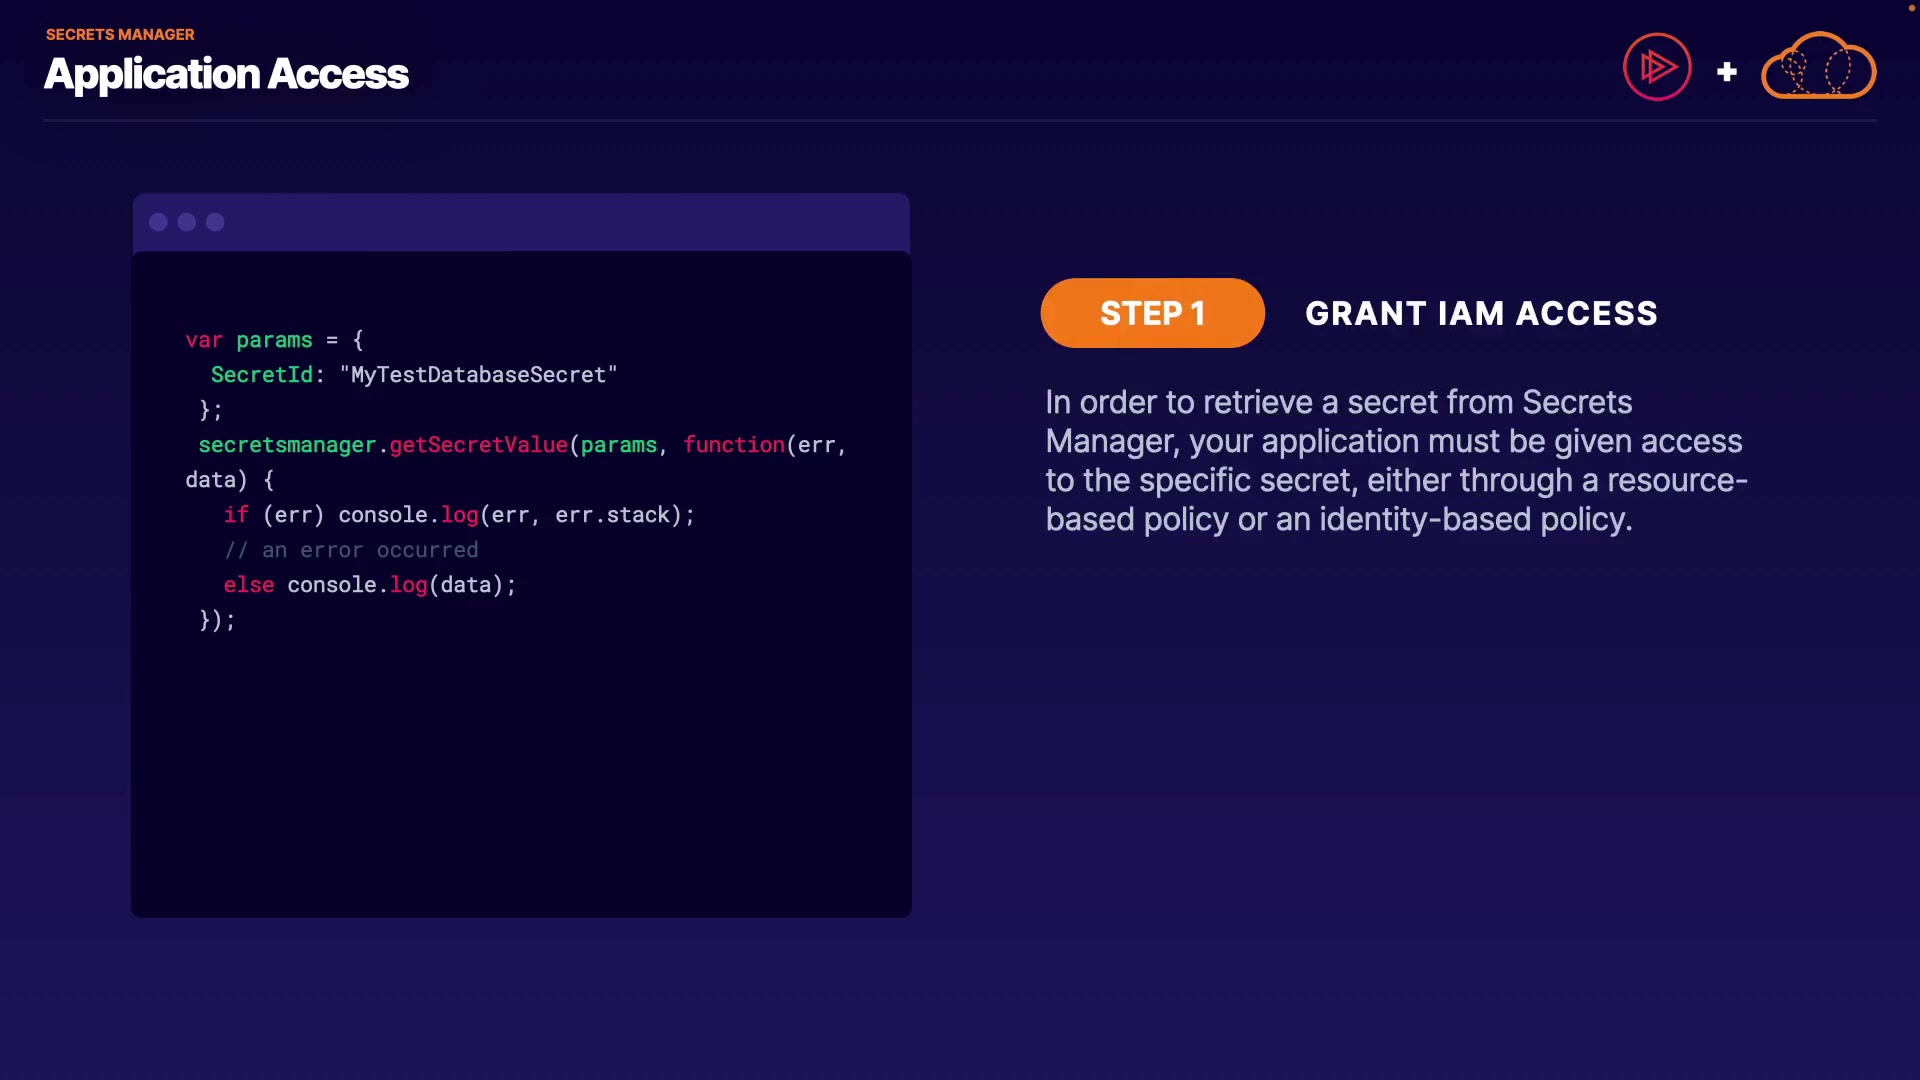 SECRETS MANAGER
Application Access
var params = {
SecretId: "MyTestDatabaseSecret"
};
secretsmanager.getSecretValue(params, function(err,
data) {
if (err) console.log(err, err.stack);
// an error occurred
else console.log(data);
});
STEP 1
GRANT IAM ACCESS
In order to retrieve a secret from Secrets
Manager, your application must be given access
to the specific secret, either through a resource-
based policy or an identity-based policy.